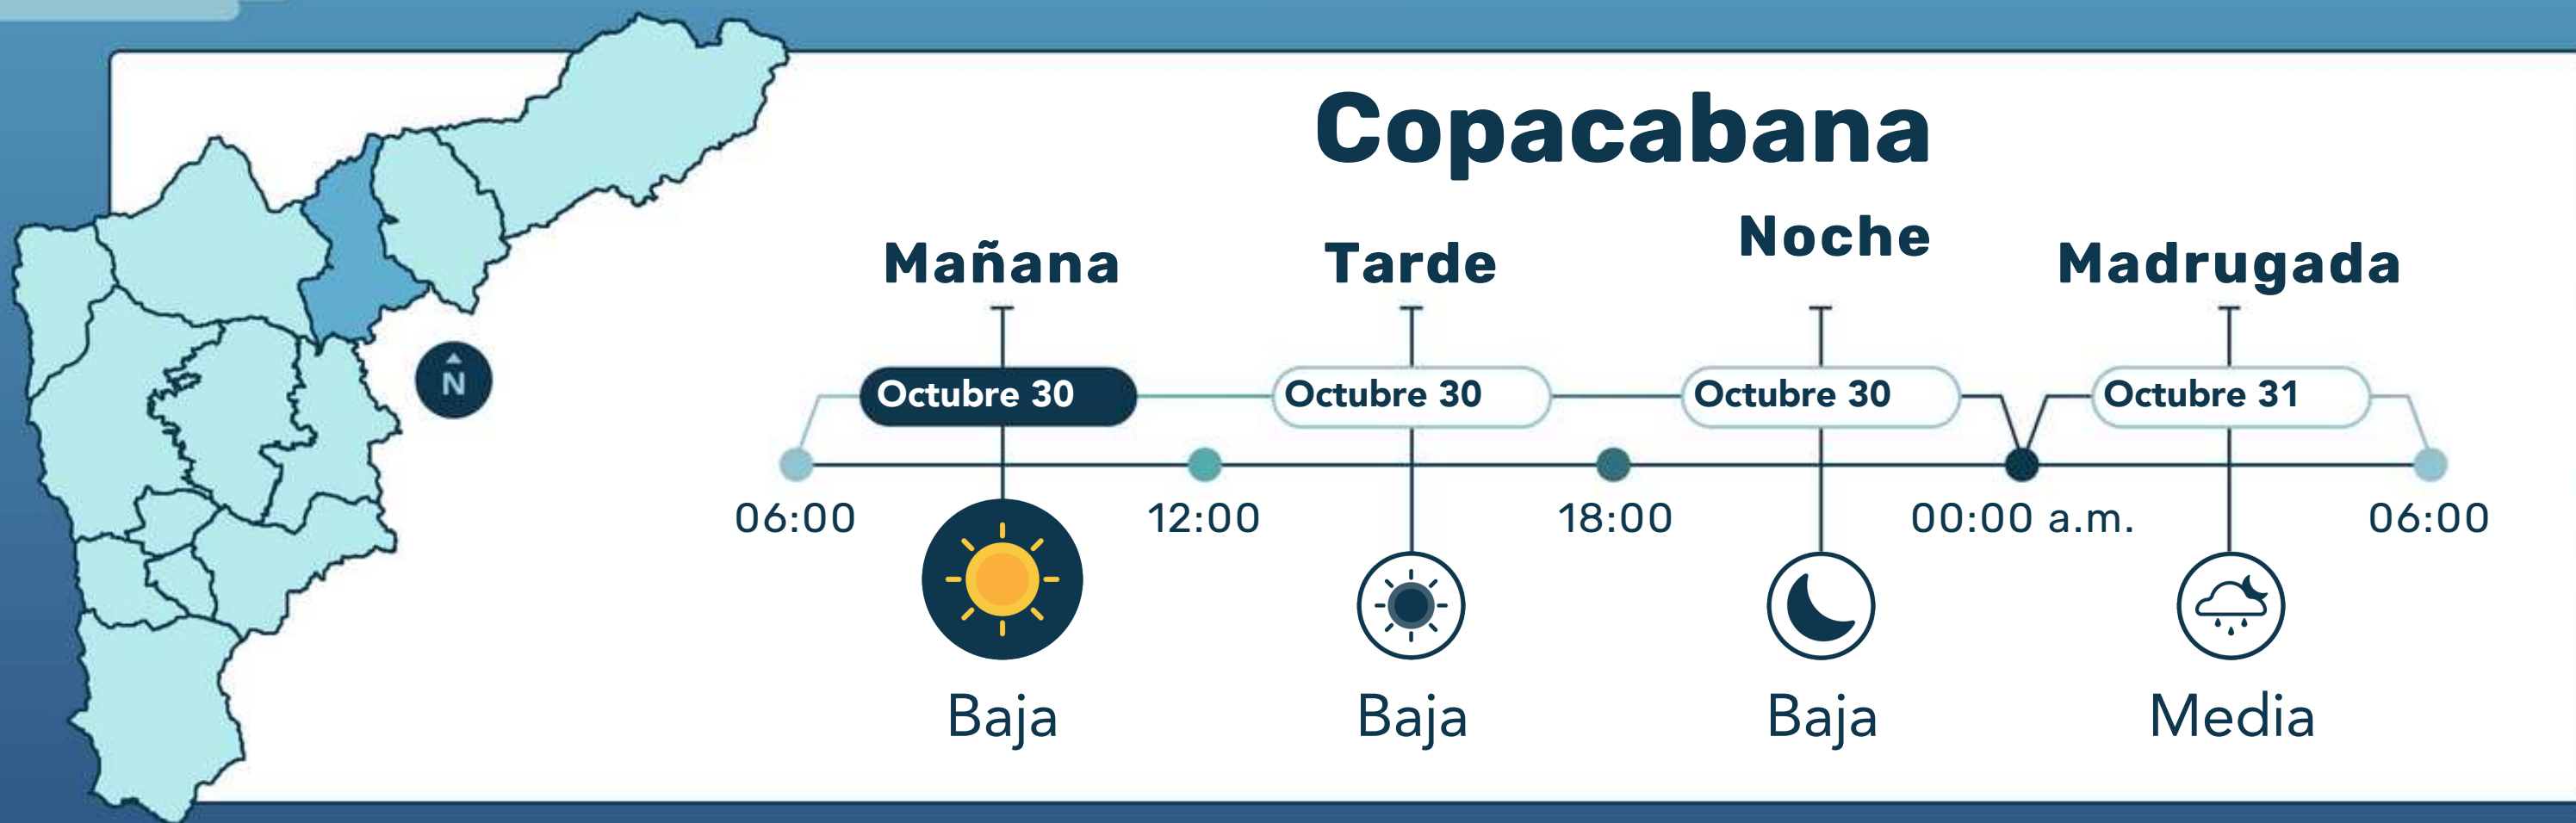 Copacabana
Mañana
Tarde
Noche
Madrugada
Octubre 30
Octubre 30
Octubre 30
Octubre 31
N
06:00
12:00
18:00
00:00 a.m.
06:00
Baja
Baja
Baja
Media